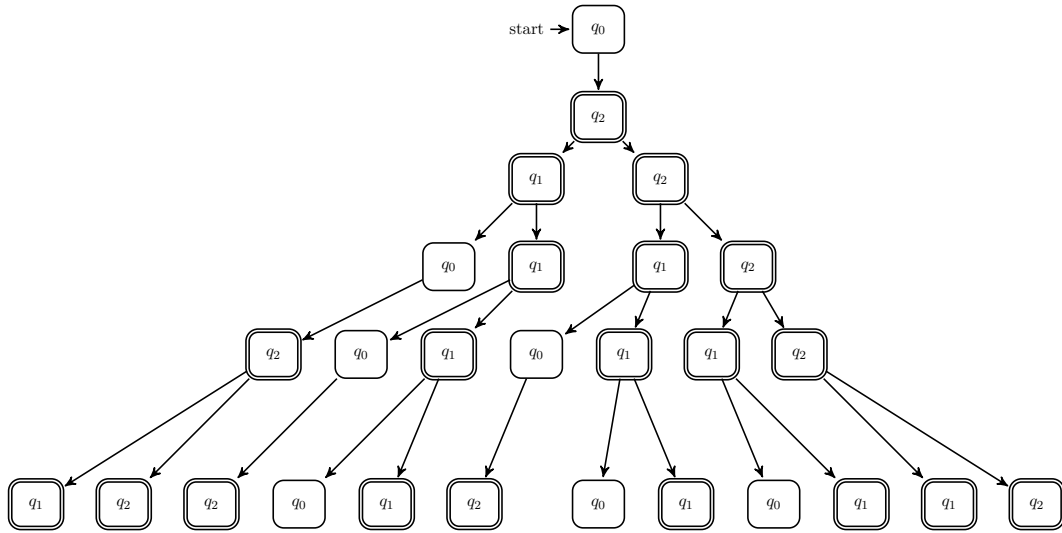 start q₀
q₂
q₁ q₂
q₀ q₁ q₁ q₂
q₂ q₀ q₁ q₀ q₁ q₁ q₂
q₁ q₂ q₂ q₀ q₁ q₂ q₀ q₁ q₀ q₁ q₁ q₂